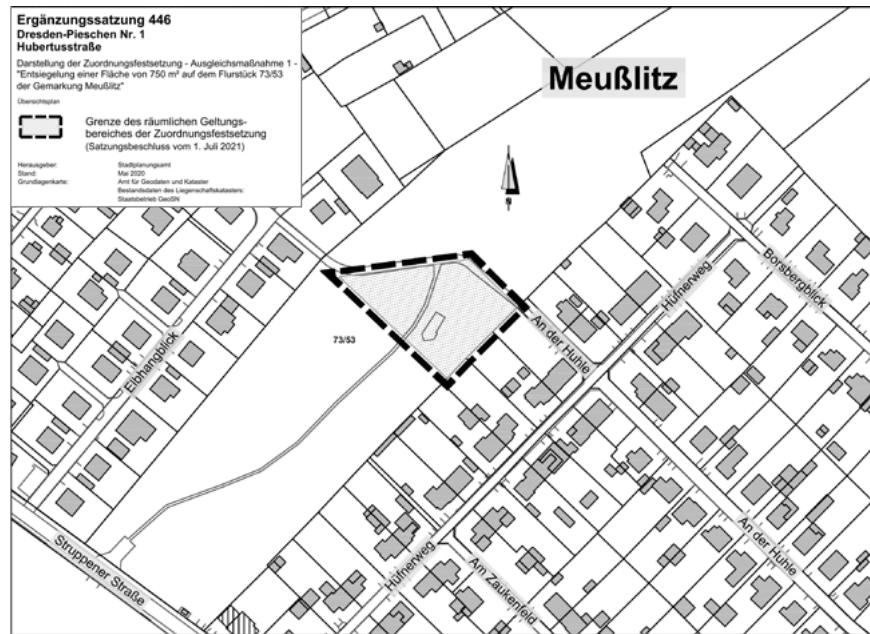 Ergänzungssatzung 446
Dresden-Pieschen Nr. 1
Hubertusstraße
Darstellung der Zuordnungsfestsetzung - Ausgleichsmaßnahme 1 -
"Entsiegelung einer Fläche von 750 m² auf dem Flurstück 73/53
der Gemarkung Meußlitz"
Übersichtsplan
Grenze des räumlichen Geltungs-
bereiches der Zuordnungsfestsetzung
(Satzungsbeschluss vom 1. Juli 2021)
Herausgeber: Stadtplanungsamt
Stand: Mai 2020
Grundlagenkarte: Amt für Geodaten und Kataster
Bestandsdaten des Liegenschaftskatasters:
Staatsbetrieb GeoSN
Meußlitz
N
Borsbergblick
Hüfnerweg
An der Huhle
73/53
Elbhangblick
Struppener Straße
Hüfnerweg
Am Zaukenfeld
An der Huhle